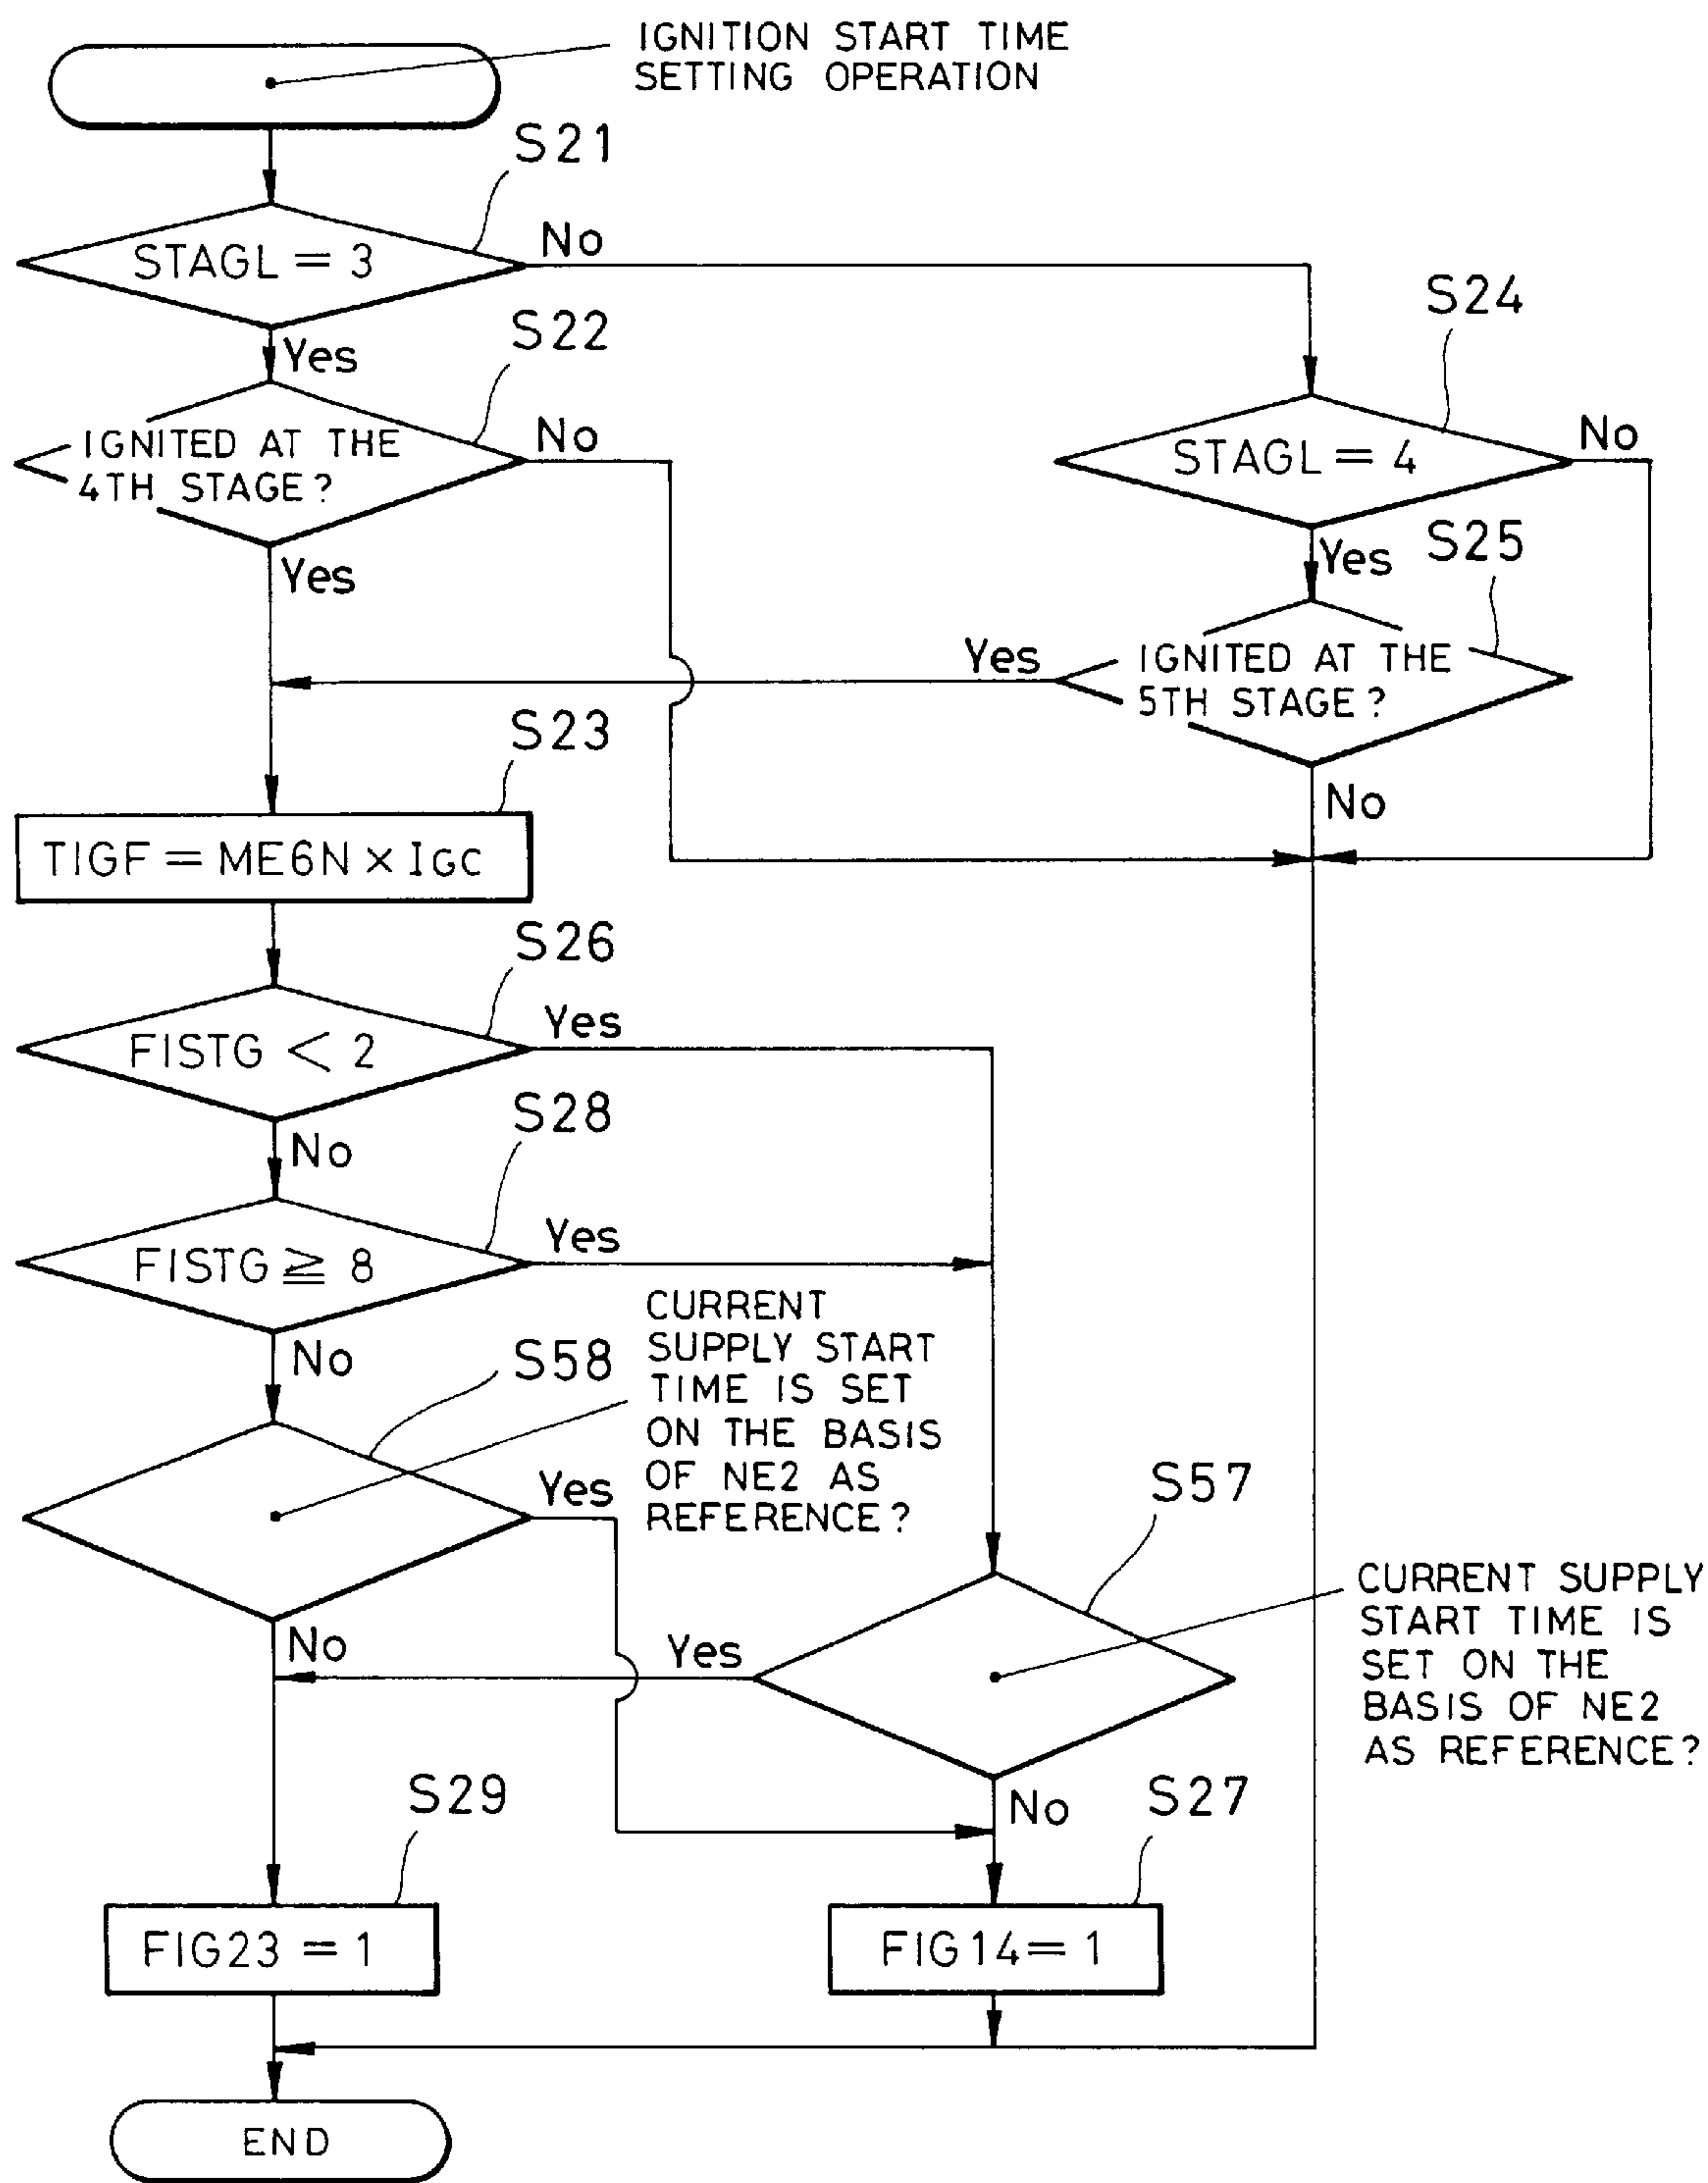 IGNITION START TIME
SETTING OPERATION
S21
STAGL = 3
No
Yes
S22
IGNITED AT THE
4TH STAGE?
No
Yes
S24
STAGL = 4
No
Yes
S25
IGNITED AT THE
5TH STAGE?
Yes
No
S23
TIGF = ME6N × IGC
S26
FISTG < 2
Yes
No
S28
FISTG ≧ 8
Yes
No
S58
CURRENT
SUPPLY START
TIME IS SET
ON THE BASIS
OF NE2 AS
REFERENCE?
Yes
No
S57
CURRENT SUPPLY
START TIME IS
SET ON THE
BASIS OF NE2
AS REFERENCE?
Yes
No
S29
FIG23 = 1
S27
FIG14 = 1
END